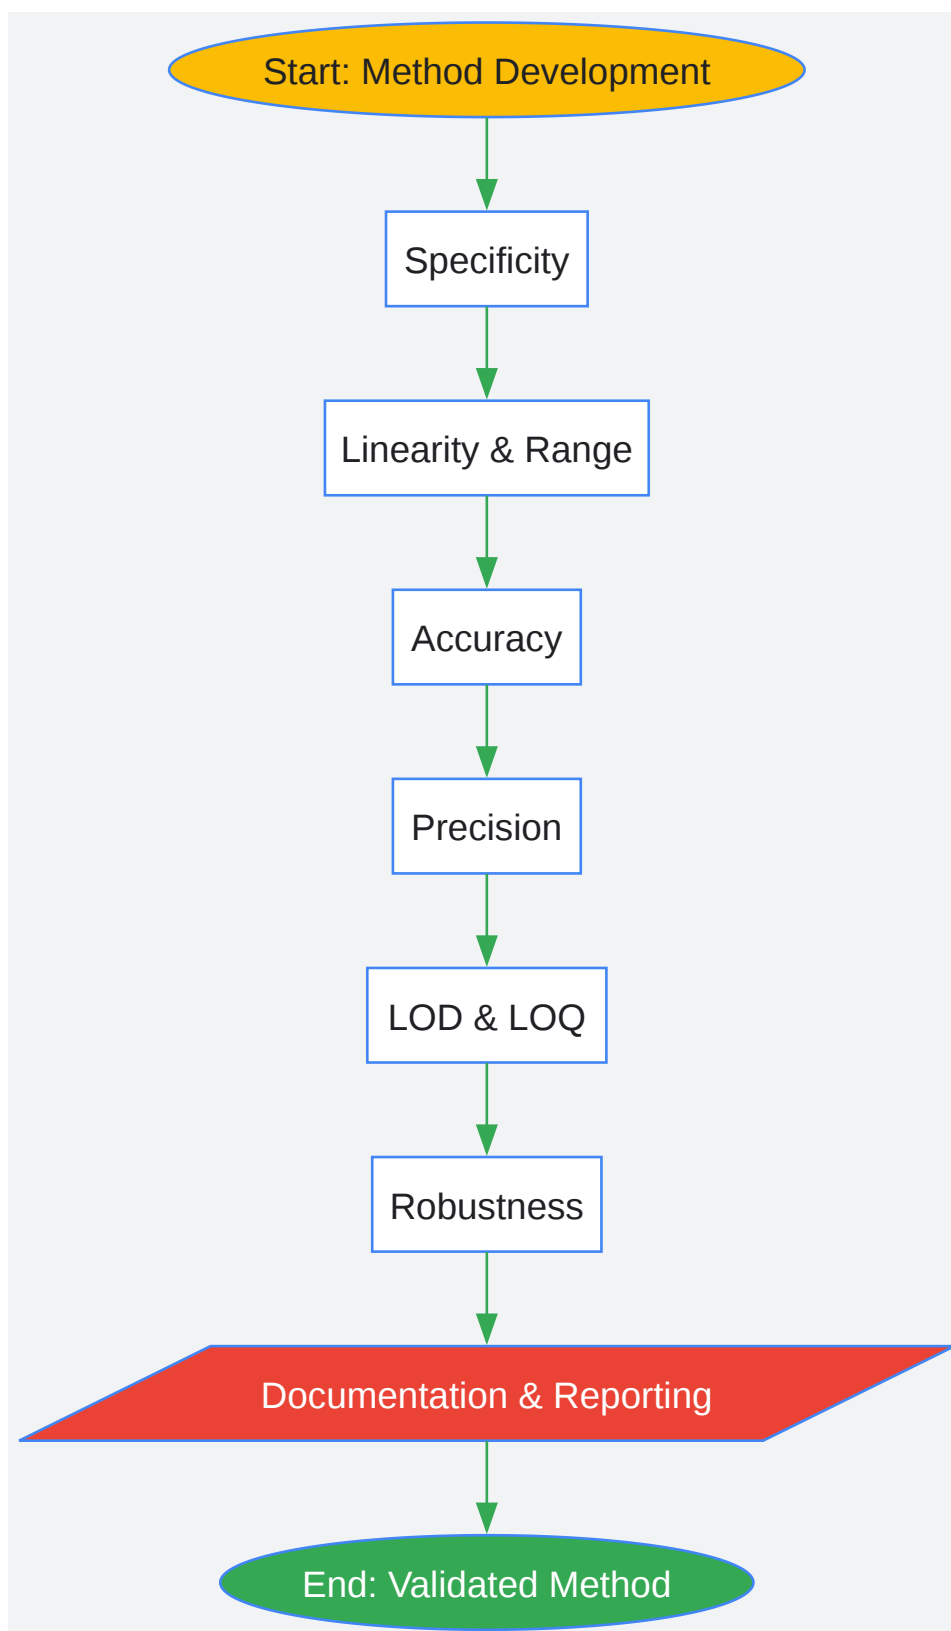 Start: Method Development
Specificity
Linearity & Range
Accuracy
Precision
LOD & LOQ
Robustness
Documentation & Reporting
End: Validated Method